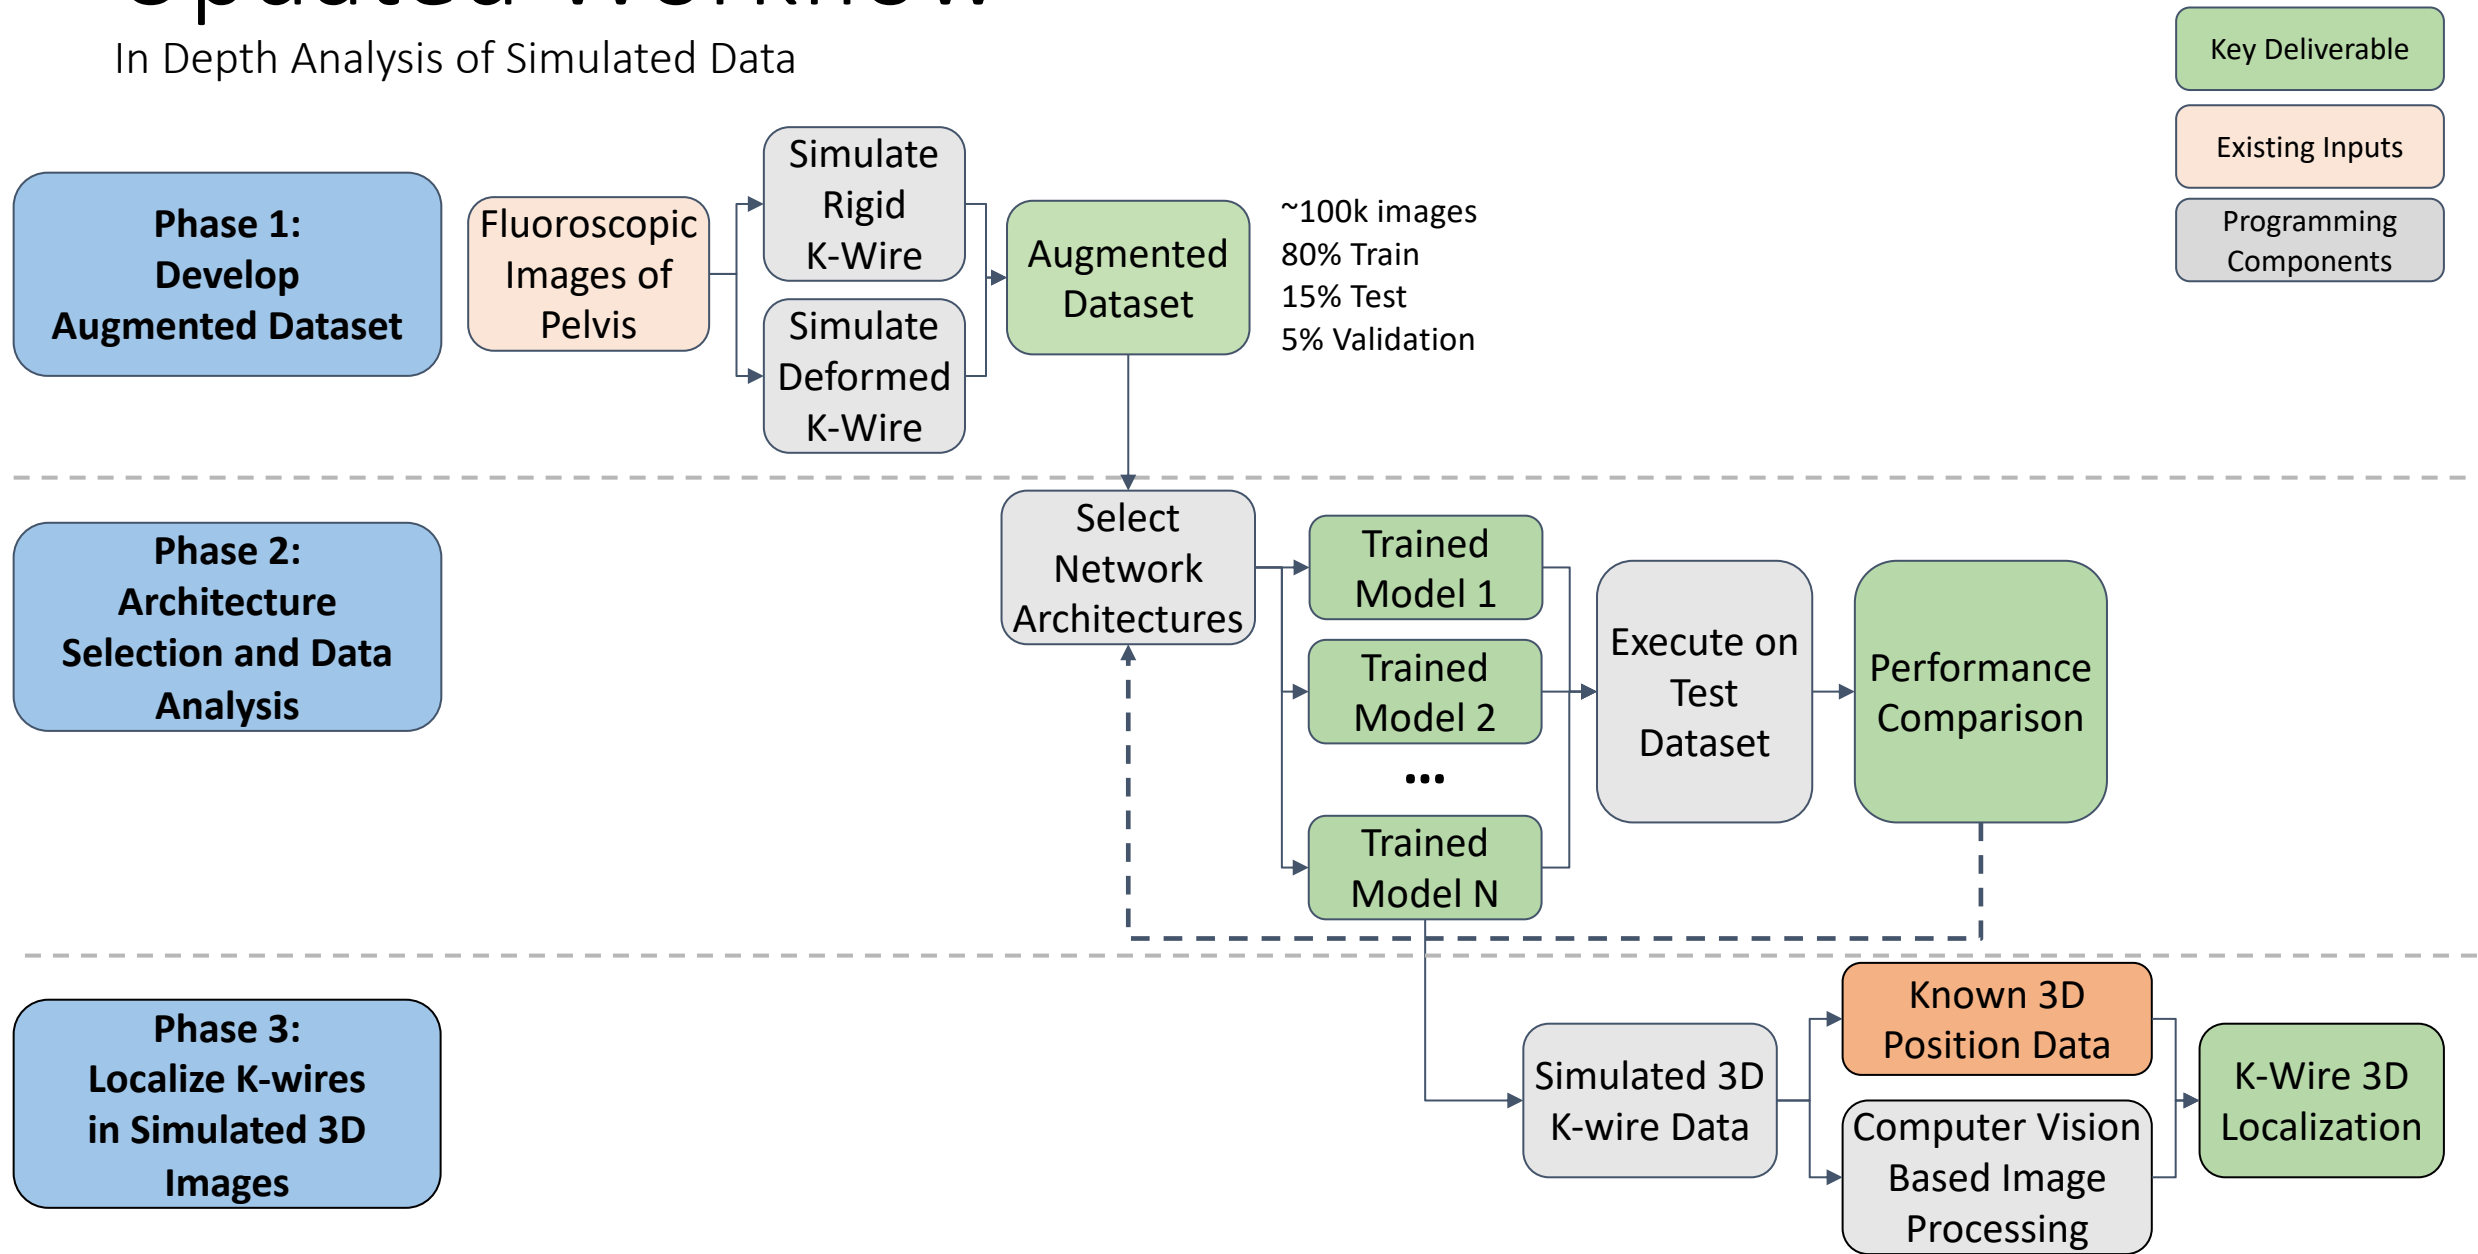 Updated Workflow
In Depth Analysis of Simulated Data
Key Deliverable
Existing Inputs
Programming
Components
Phase 1:
Develop
Augmented Dataset
Fluoroscopic
Images of
Pelvis
Simulate
Rigid
K-Wire
Simulate
Deformed
K-Wire
Augmented
Dataset
~100k images
80% Train
15% Test
5% Validation
Phase 2:
Architecture
Selection and Data
Analysis
Select
Network
Architectures
Trained
Model 1
Trained
Model 2
...
Trained
Model N
Execute on
Test
Dataset
Performance
Comparison
Phase 3:
Localize K-wires
in Simulated 3D
Images
Simulated 3D
K-wire Data
Known 3D
Position Data
Computer Vision
Based Image
Processing
K-Wire 3D
Localization